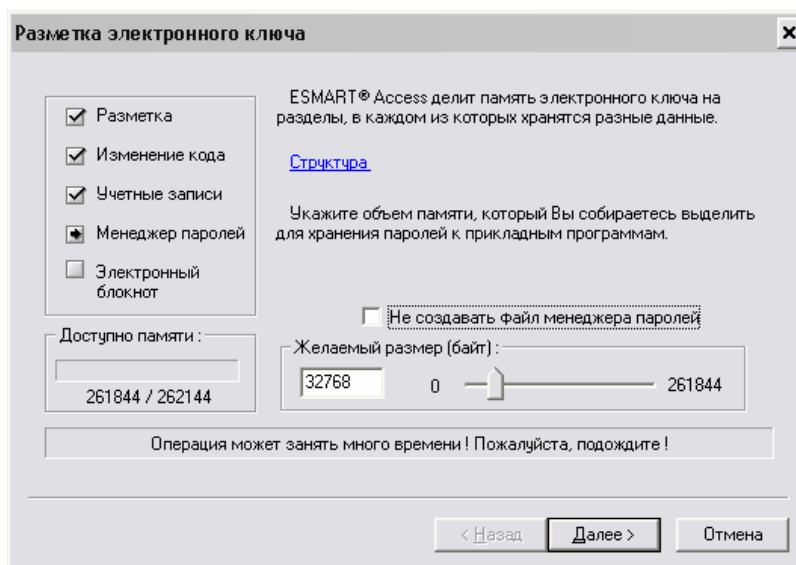 Разметка электронного ключа
Разметка
Изменение кода
Учетные записи
Менеджер паролей
Электронный
блокнот
Доступно памяти :
261844 / 262144
ESMART® Access делит память электронного ключа на
разделы, в каждом из которых хранятся разные данные.
Структура
Укажите объем памяти, который Вы собираетесь выделить
для хранения паролей к прикладным программам.
Не создавать файл менеджера паролей
Желаемый размер (байт) :
32768 0 261844
Операция может занять много времени ! Пожалуйста, подождите !
< Назад Далее > Отмена